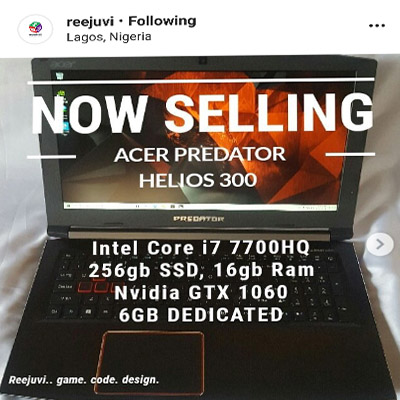 reejuvi • Following
Lagos, Nigeria
acer
NOW SELLING
ACER PREDATOR
HELIOS 300
PREDATOR
Intel Core i7 7700HQ
256gb SSD, 16gb Ram
Nvidia GTX 1060
6GB DEDICATED
Reejuvi.. game. code. design.